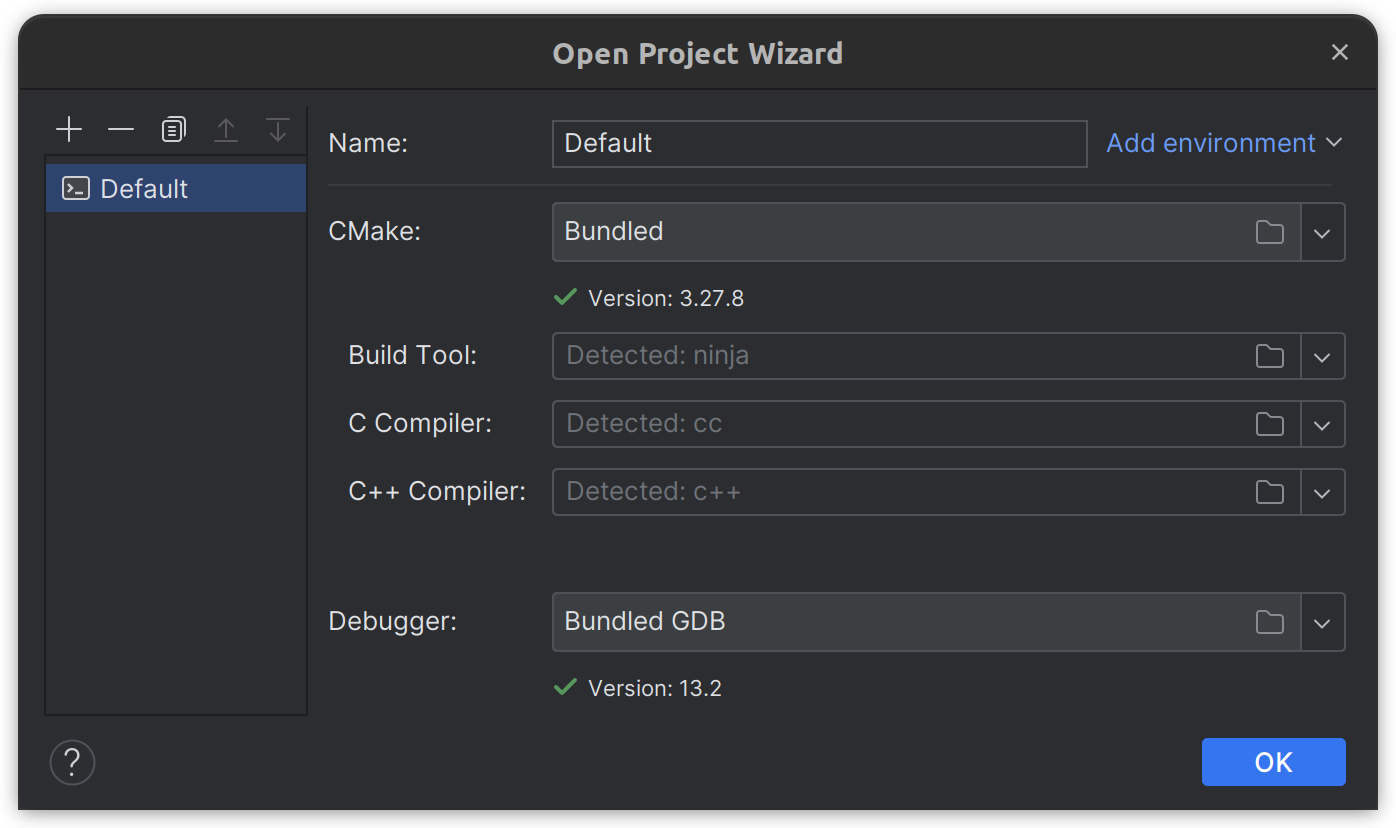 Open Project Wizard
Default
Name: Default Add environment
CMake: Bundled
Version: 3.27.8
Build Tool: Detected: ninja
C Compiler: Detected: cc
C++ Compiler: Detected: c++
Debugger: Bundled GDB
Version: 13.2
?
OK